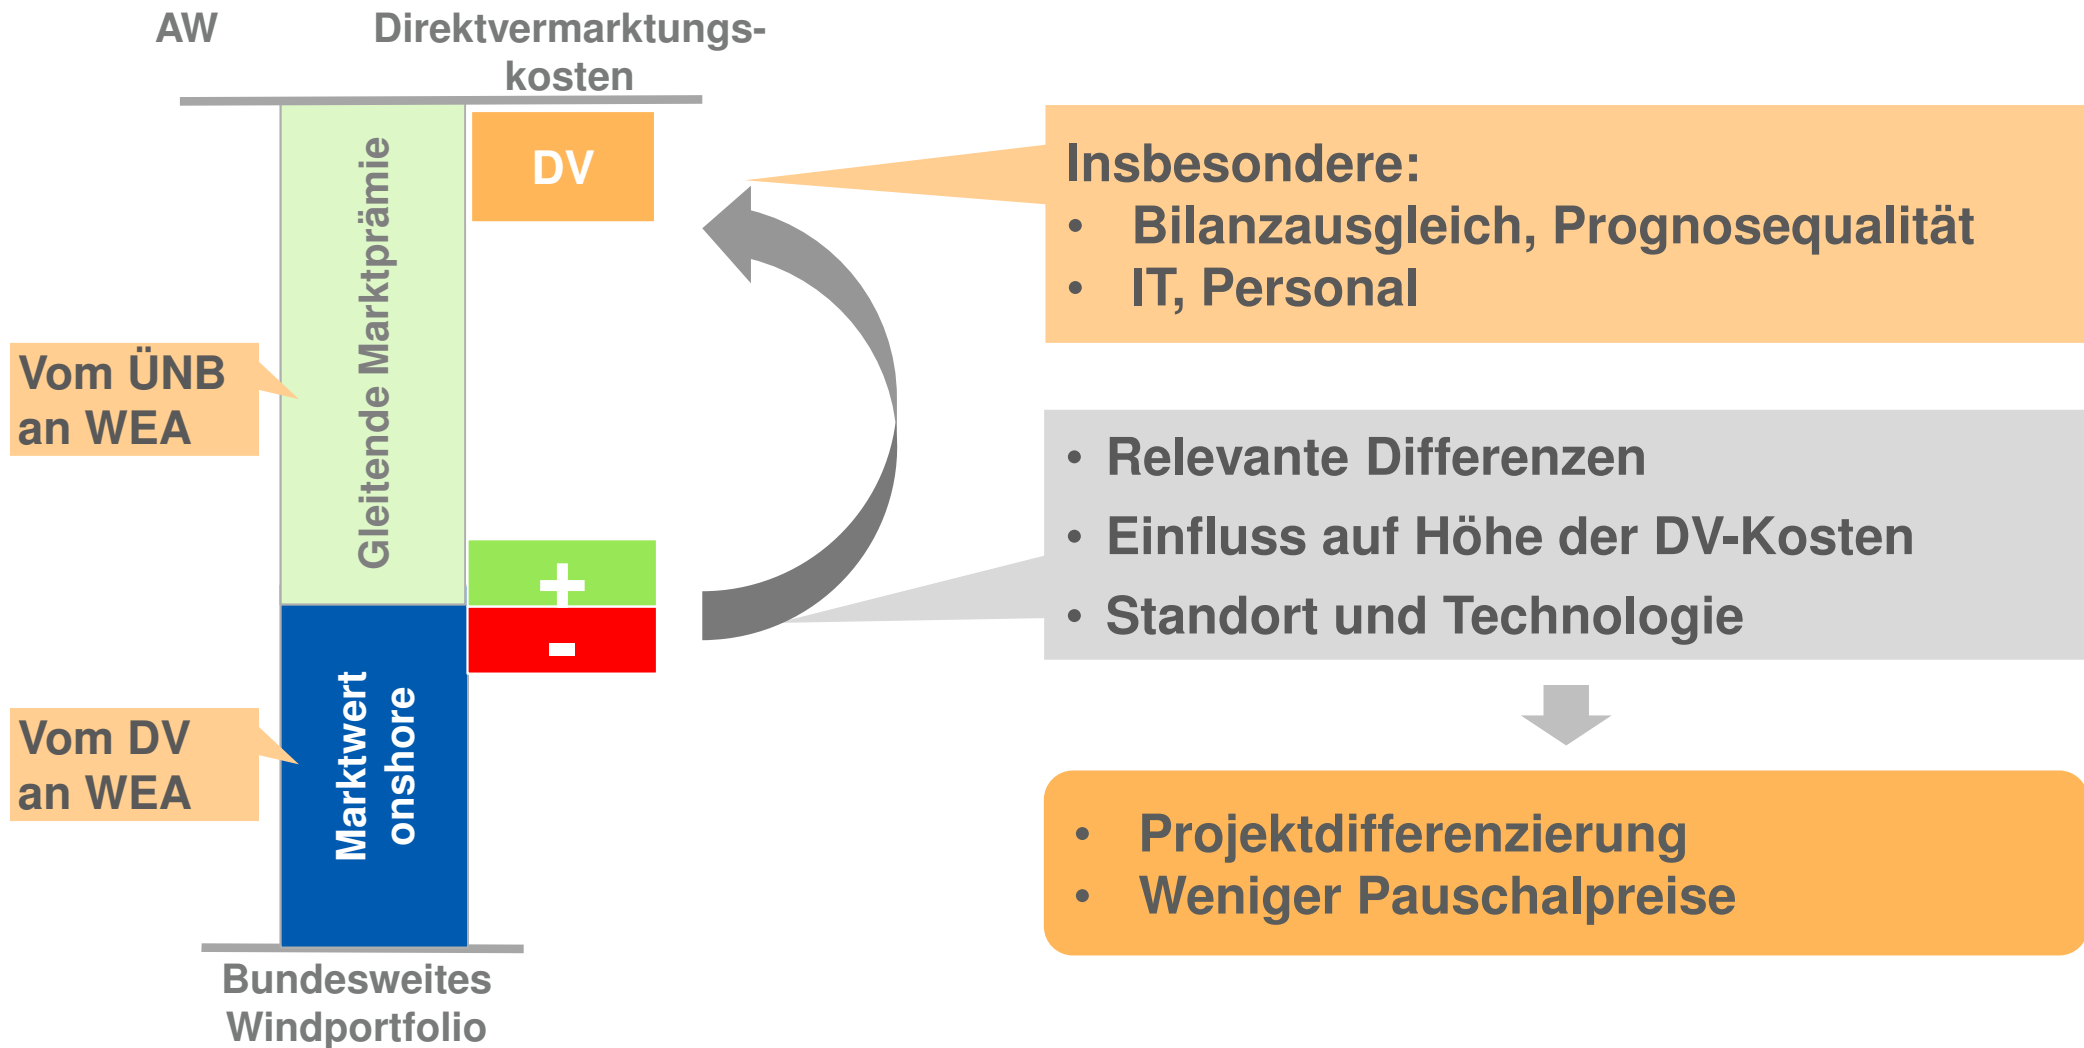 AW
Direktvermarktungs-
kosten
DV
Gleitende Marktprämie
+
-
Marktwert
onshore
Vom ÜNB
an WEA
Vom DV
an WEA
Bundesweites
Windportfolio
Insbesondere:
• Bilanzausgleich, Prognosequalität
• IT, Personal
• Relevante Differenzen
• Einfluss auf Höhe der DV-Kosten
• Standort und Technologie
• Projektdifferenzierung
• Weniger Pauschalpreise